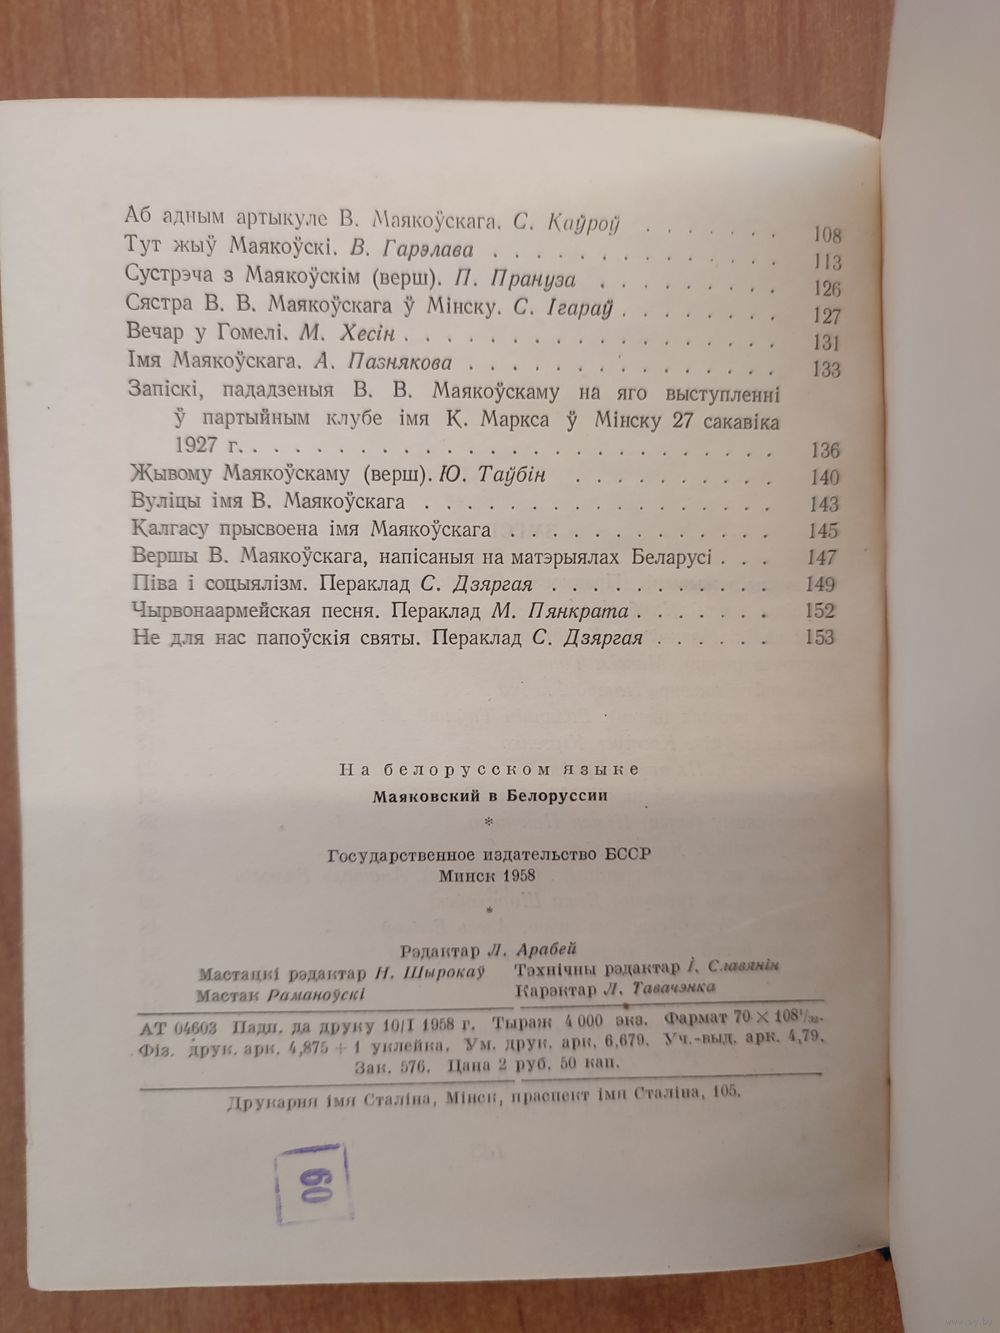 Аб адным артыкуле В. Маякоўскага. С. Каўроў . . . . . . . 108
Тут жыў Маякоўскі. В. Гарэлава . . . . . . . . . . . . . 113
Сустрэча з Маякоўскім (верш). П. Прануза . . . . . . . . . 126
Сястра В. В. Маякоўскага ў Мінску. С. Ігараў . . . . . . . . 127
Вечар у Гомелі. М. Хесін . . . . . . . . . . . . . . . . . 131
Імя Маякоўскага. А. Пазнякова . . . . . . . . . . . . . . 133
Запіскі, пададзеныя В. В. Маякоўскаму на яго выступленні
ў партыйным клубе імя К. Маркса ў Мінску 27 сакавіка
1927 г. . . . . . . . . . . . . . . . . . . . . . . . 136
Жывому Маякоўскаму (верш). Ю. Таўбін . . . . . . . . . . 140
Вуліцы імя В. Маякоўскага . . . . . . . . . . . . . . . . 143
Калгасу прысвоена імя Маякоўскага . . . . . . . . . . . . . 145
Вершы В. Маякоўскага, напісаныя на матэрыялах Беларусі . . . 147
Піва і соцыялізм. Пераклад С. Дзяргая . . . . . . . . . . . 149
Чырвонаармейская песня. Пераклад М. Пянкрата . . . . . . . 152
Не для нас папоўскія святы. Пераклад С. Дзяргая . . . . . . 153
На белорусском языке
Маяковский в Белоруссии
*
Государственное издательство БССР
Минск 1958
*
Рэдактар Л. Арабей
Мастацкі рэдактар Н. Шырокаў Тэхнічны рэдактар І. Славянін
Мастак Раманоўскі Карэктар Л. Тавачэнка
АТ 04603 Падп. да друку 10/I 1958 г. Тыраж 4 000 экз. Фармат 70 × 108 1/32.
Фіз. друк. арк. 4,875 + 1 уклейка. Ум. друк. арк. 6,679. Уч.-выд. арк. 4,79.
Зак. 576. Цана 2 руб. 50 кап.
Друкарня імя Сталіна, Мінск, праспект імя Сталіна, 105.
60